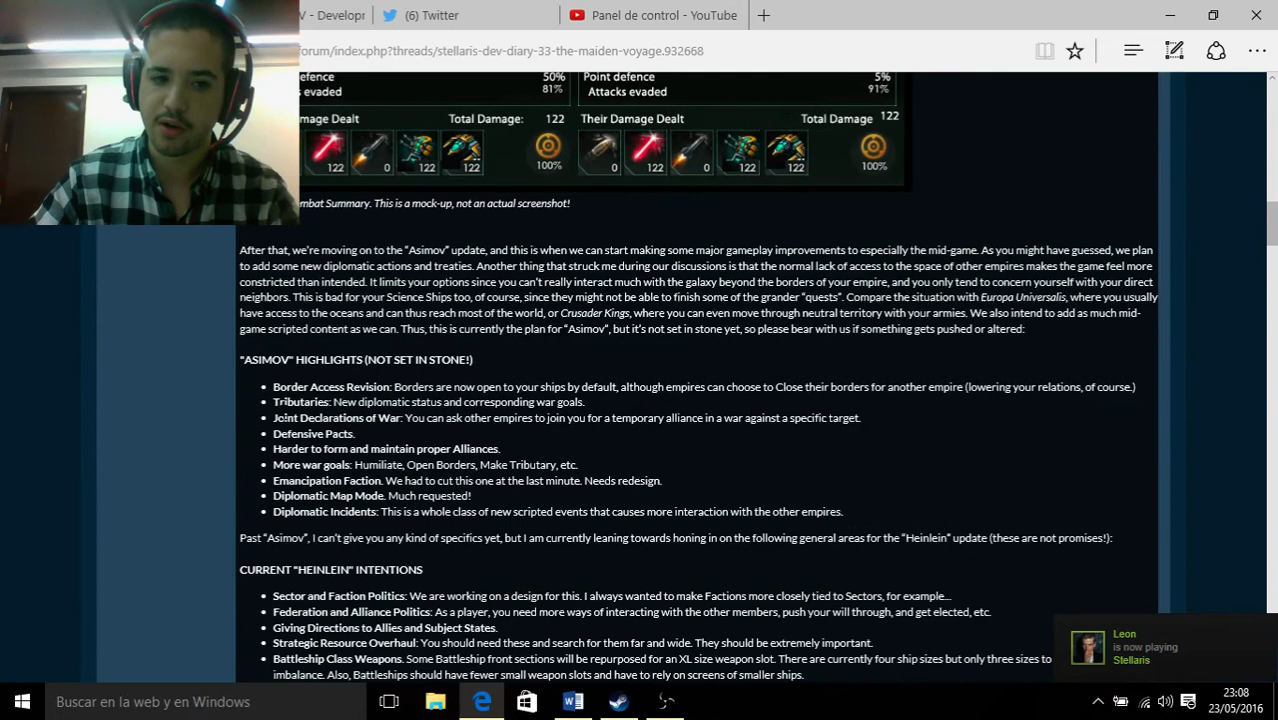 V - Developr
(6) Twitter
Panel de control - YouTube
forum/index.php?threads/stellaris-dev-diary-33-the-maiden-voyage.932668
efence 50%
s evaded 81%
Point defence 5%
Attacks evaded 91%
mage Dealt Total Damage: 122
Their Damage Dealt Total Damage 122
122 0 122 122 100%
0 122 0 122 122 100%
mbat Summary. This is a mock-up, not an actual screenshot!
After that, we're moving on to the "Asimov" update, and this is when we can start making some major gameplay improvements to especially the mid-game. As you might have guessed, we plan
to add some new diplomatic actions and treaties. Another thing that struck me during our discussions is that the normal lack of access to the space of other empires makes the game feel more
constricted than intended. It limits your options since you can't really interact much with the galaxy beyond the borders of your empire, and you only tend to concern yourself with your direct
neighbors. This is bad for your Science Ships too, of course, since they might not be able to finish some of the grander "quests". Compare the situation with Europa Universalis, where you usually
have access to the oceans and can thus reach most of the world, or Crusader Kings, where you can even move through neutral territory with your armies. We also intend to add as much mid-
game scripted content as we can. Thus, this is currently the plan for "Asimov", but it's not set in stone yet, so please bear with us if something gets pushed or altered:
"ASIMOV" HIGHLIGHTS (NOT SET IN STONE!)
Border Access Revision: Borders are now open to your ships by default, although empires can choose to Close their borders for another empire (lowering your relations, of course.)
Tributaries: New diplomatic status and corresponding war goals.
Joint Declarations of War: You can ask other empires to join you for a temporary alliance in a war against a specific target.
Defensive Pacts.
Harder to form and maintain proper Alliances.
More war goals: Humiliate, Open Borders, Make Tributary, etc.
Emancipation Faction. We had to cut this one at the last minute. Needs redesign.
Diplomatic Map Mode. Much requested!
Diplomatic Incidents: This is a whole class of new scripted events that causes more interaction with the other empires.
Past "Asimov", I can't give you any kind of specifics yet, but I am currently leaning towards honing in on the following general areas for the "Heinlein" update (these are not promises!):
CURRENT "HEINLEIN" INTENTIONS
Sector and Faction Politics: We are working on a design for this. I always wanted to make Factions more closely tied to Sectors, for example...
Federation and Alliance Politics: As a player, you need more ways of interacting with the other members, push your will through, and get elected, etc.
Giving Directions to Allies and Subject States.
Strategic Resource Overhaul: You should need these and search for them far and wide. They should be extremely important.
Battleship Class Weapons. Some Battleship front sections will be repurposed for an XL size weapon slot. There are currently four ship sizes but only three sizes to
imbalance. Also, Battleships should have fewer small weapon slots and have to rely on screens of smaller ships.
Leon
is now playing
Stellaris
Buscar en la web y en Windows
23:08
23/05/2016